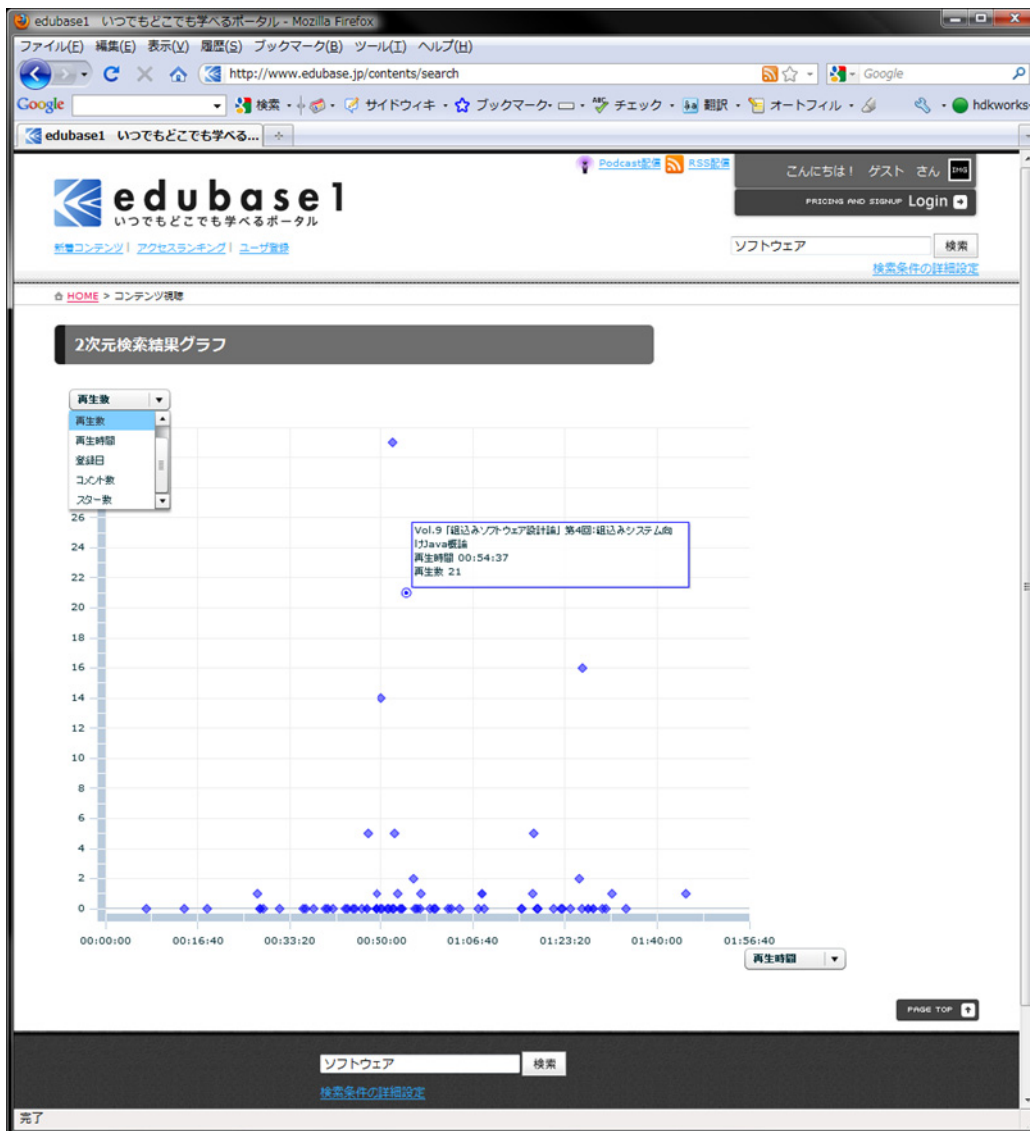 edubase1 いつでもどこでも学べるポータル - Mozilla Firefox
ファイル(F) 編集(E) 表示(V) 履歴(S) ブックマーク(B) ツール(T) ヘルプ(H)
http://www.edubase.jp/contents/search
Google
Google 検索 サイドウィキ ブックマーク チェック 翻訳 オートフィル hdkworks
edubase1 いつでもどこでも学べる...
Podcast配信 RSS配信
こんにちは! ゲスト さん IMG
PRICING AND SIGNUP Login
edubase1
いつでもどこでも学べるポータル
新着コンテンツ | アクセスランキング | ユーザ登録
ソフトウェア 検索
検索条件の詳細設定
HOME > コンテンツ視聴
2次元検索結果グラフ
再生数
再生数
再生時間
登録日
コメント数
スター数
26
Vol.9「組込みソフトウェア設計論」第4回:組込みシステム向
けJava概論
再生時間 00:54:37
再生数 21
24
22
20
18
16
14
12
10
8
6
4
2
0
00:00:00 00:16:40 00:33:20 00:50:00 01:06:40 01:23:20 01:40:00 01:56:40
再生時間
PAGE TOP
ソフトウェア 検索
検索条件の詳細設定
完了